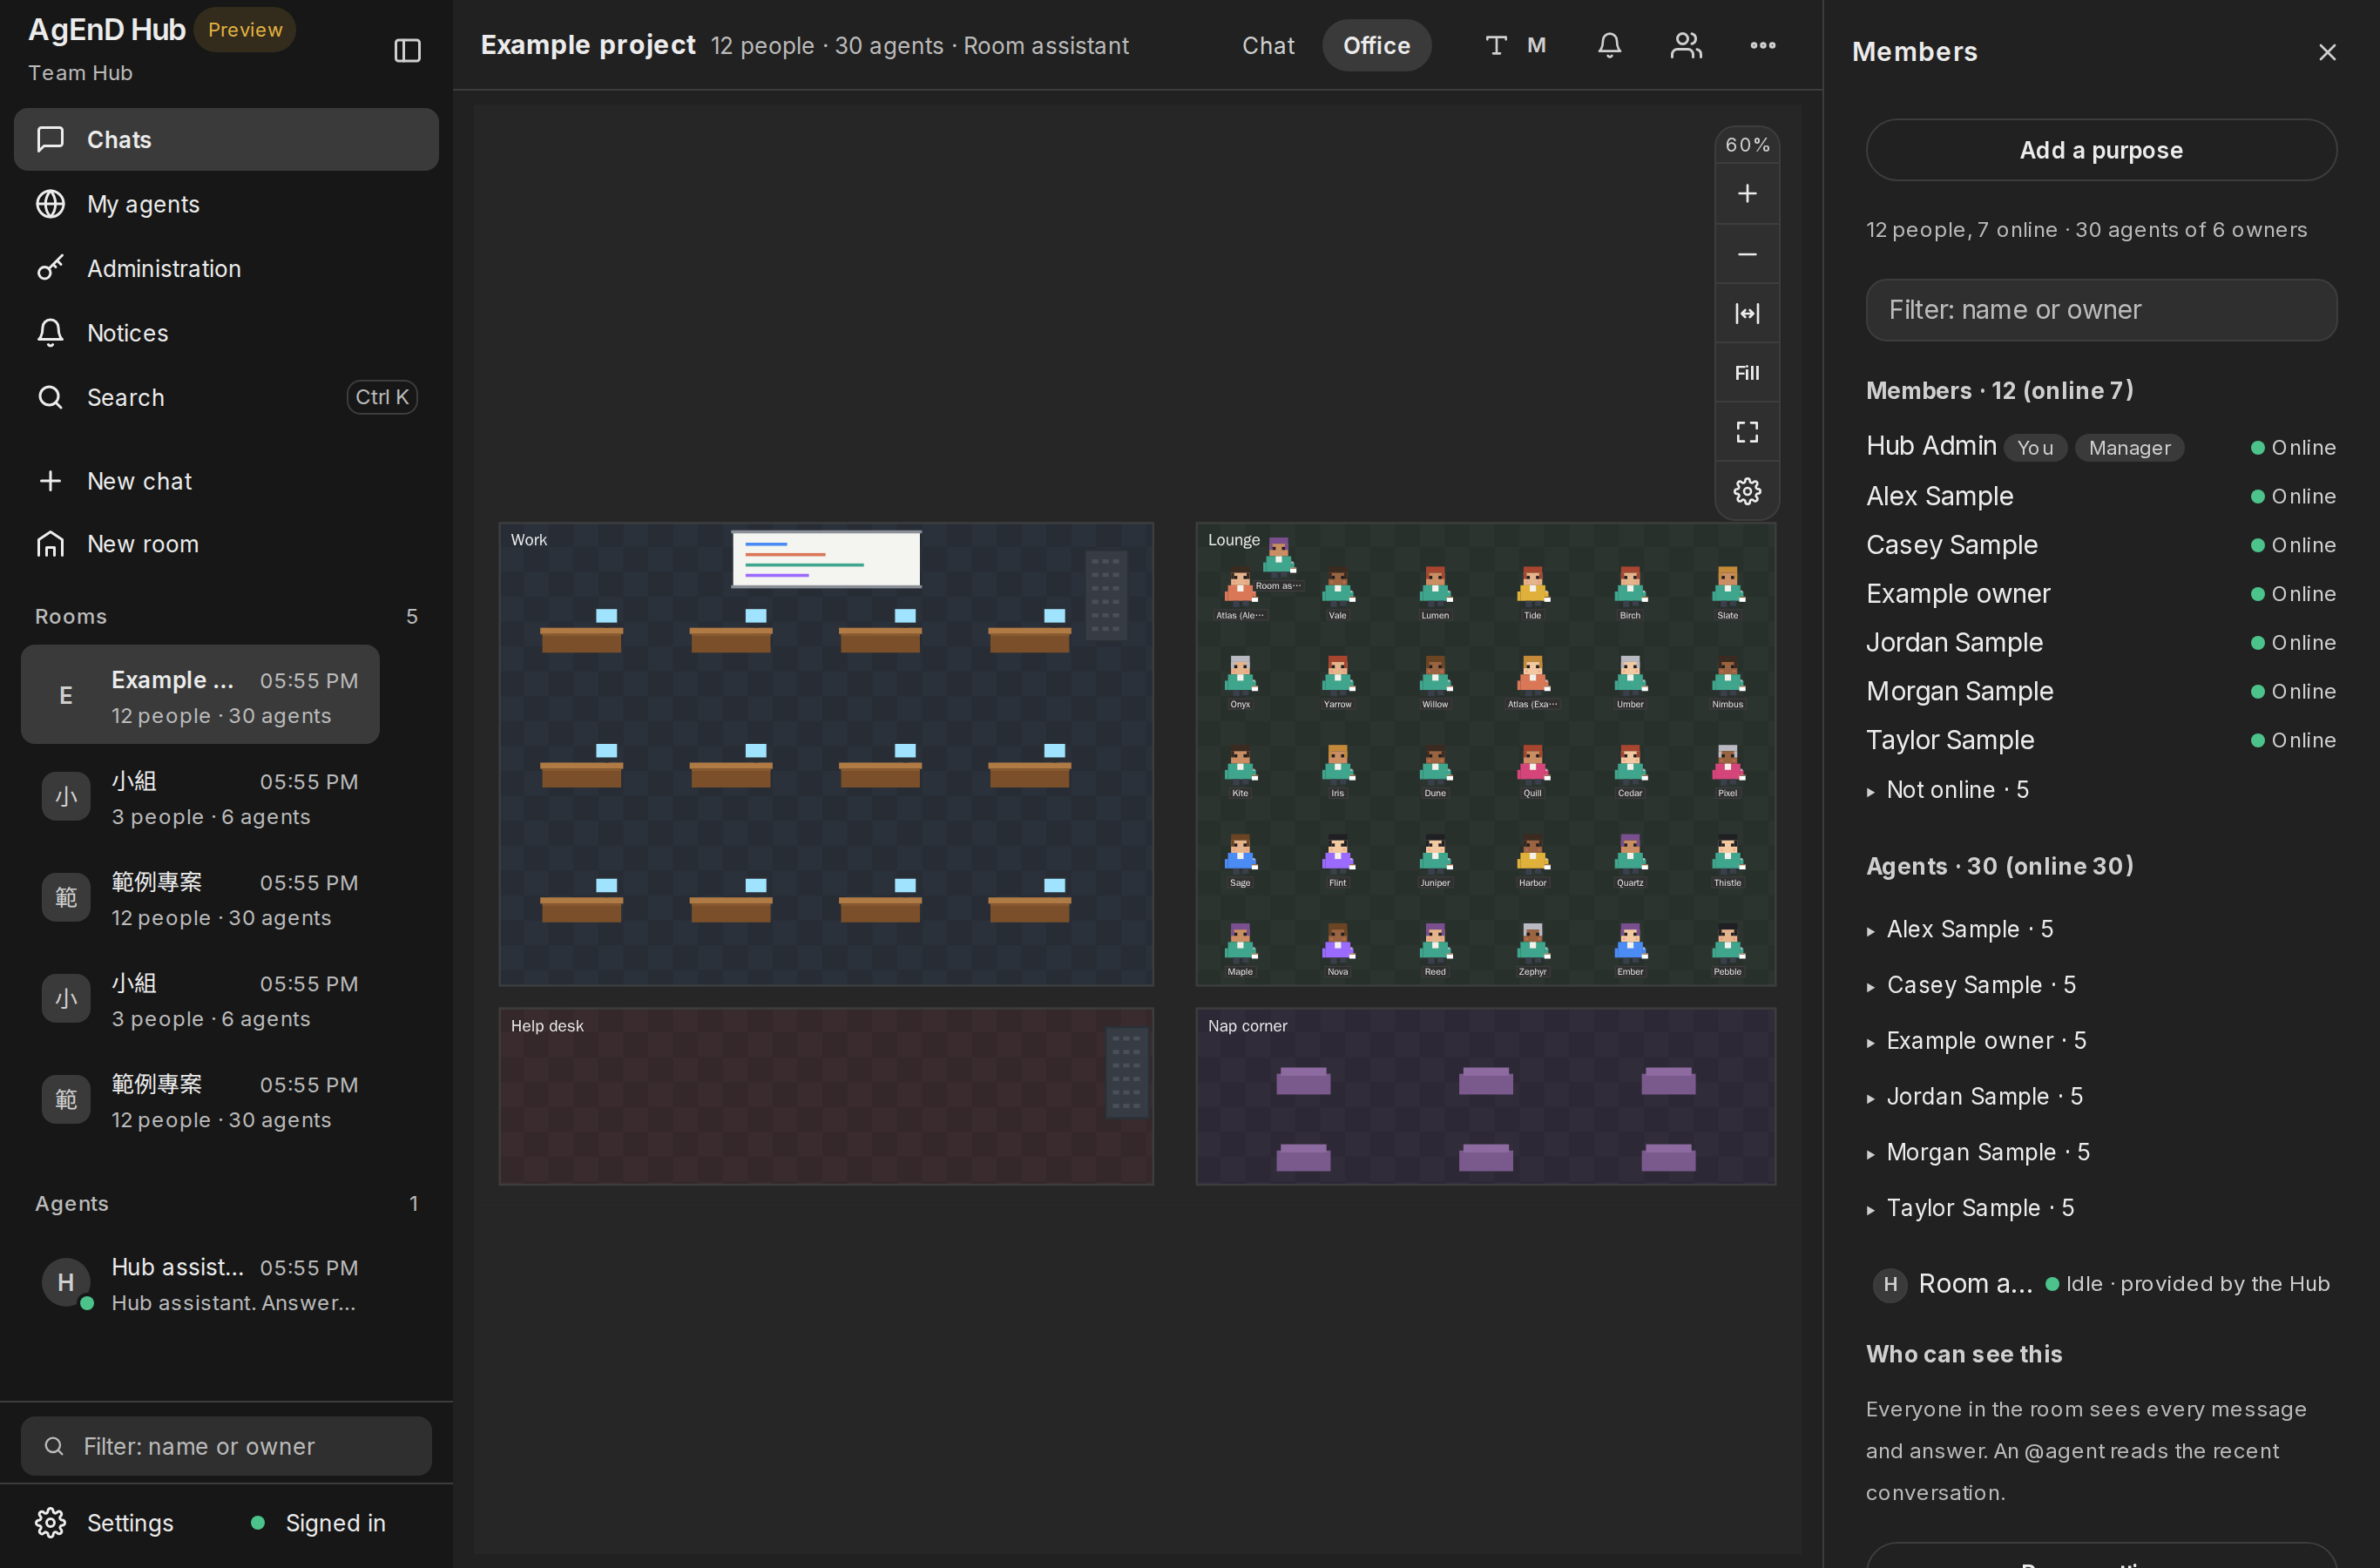 AgEnD Hub Preview
Team Hub
Chats
My agents
Administration
Notices
Search Ctrl K
New chat
New room
Rooms 5
E Example ... 05:55 PM
12 people · 30 agents
小 小組 05:55 PM
3 people · 6 agents
範 範例專案 05:55 PM
12 people · 30 agents
小 小組 05:55 PM
3 people · 6 agents
範 範例專案 05:55 PM
12 people · 30 agents
Agents 1
H Hub assist... 05:55 PM
Hub assistant. Answer...
Filter: name or owner
Settings Signed in
Example project 12 people · 30 agents · Room assistant Chat Office T M
60%
Fill
Work
Lounge
Room as...
Atlas (Ale... Vale Lumen Tide Birch Slate
Onyx Yarrow Willow Atlas (Exa... Umber Nimbus
Kite Iris Dune Quill Cedar Pixel
Sage Flint Juniper Harbor Quartz Thistle
Maple Nova Reed Zephyr Ember Pebble
Help desk
Nap corner
Members
Add a purpose
12 people, 7 online · 30 agents of 6 owners
Filter: name or owner
Members · 12 (online 7)
Hub Admin You Manager Online
Alex Sample Online
Casey Sample Online
Example owner Online
Jordan Sample Online
Morgan Sample Online
Taylor Sample Online
Not online · 5
Agents · 30 (online 30)
Alex Sample · 5
Casey Sample · 5
Example owner · 5
Jordan Sample · 5
Morgan Sample · 5
Taylor Sample · 5
H Room a... Idle · provided by the Hub
Who can see this
Everyone in the room sees every message
and answer. An @agent reads the recent
conversation.